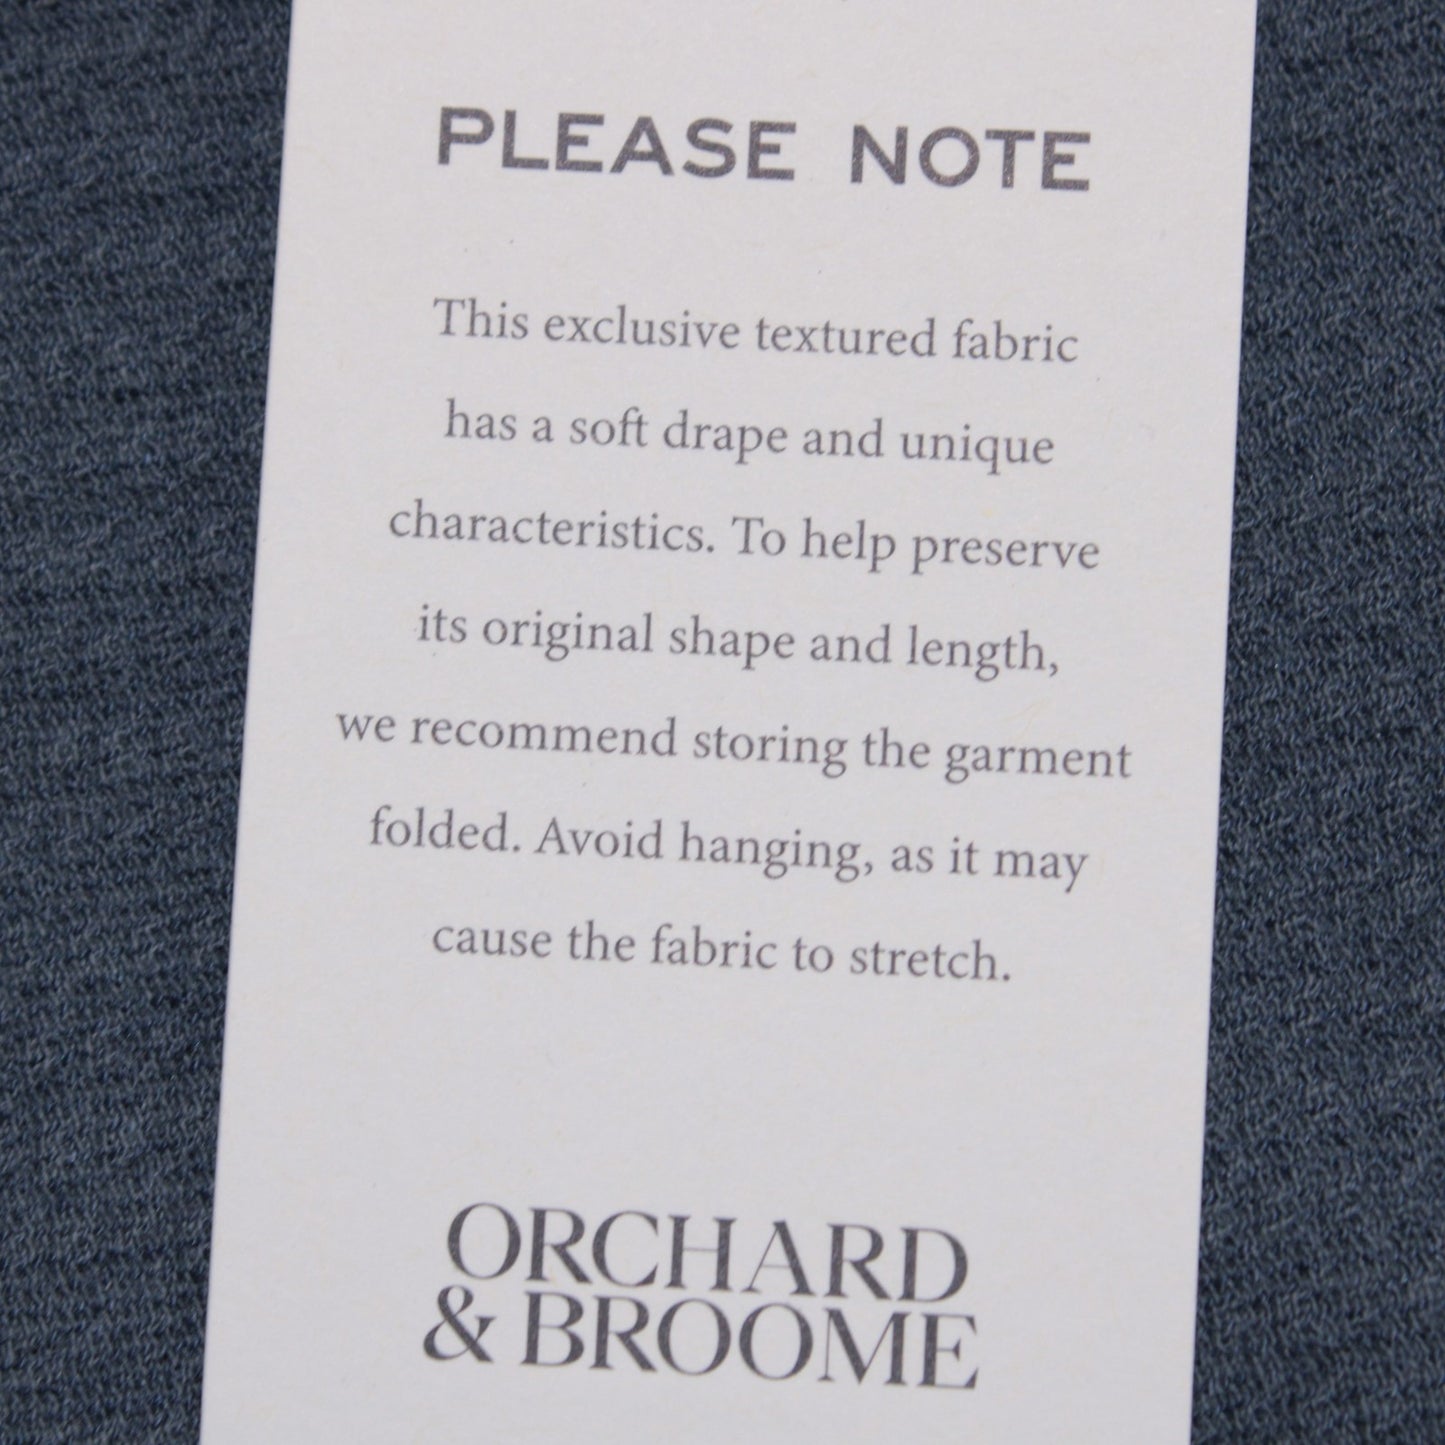 PLEASE NOTE
This exclusive textured fabric
has a soft drape and unique
characteristics. To help preserve
its original shape and length,
we recommend storing the garment
folded. Avoid hanging, as it may
cause the fabric to stretch.
ORCHARD
& BROOME